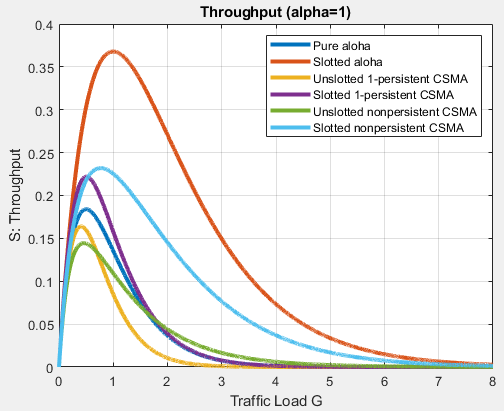 Throughput (alpha=1)
0.4
0.35
0.3
0.25
0.2
0.15
0.1
0.05
0
S: Throughput
Pure aloha
Slotted aloha
Unslotted 1-persistent CSMA
Slotted 1-persistent CSMA
Unslotted nonpersistent CSMA
Slotted nonpersistent CSMA
0 1 2 3 4 5 6 7 8
Traffic Load G